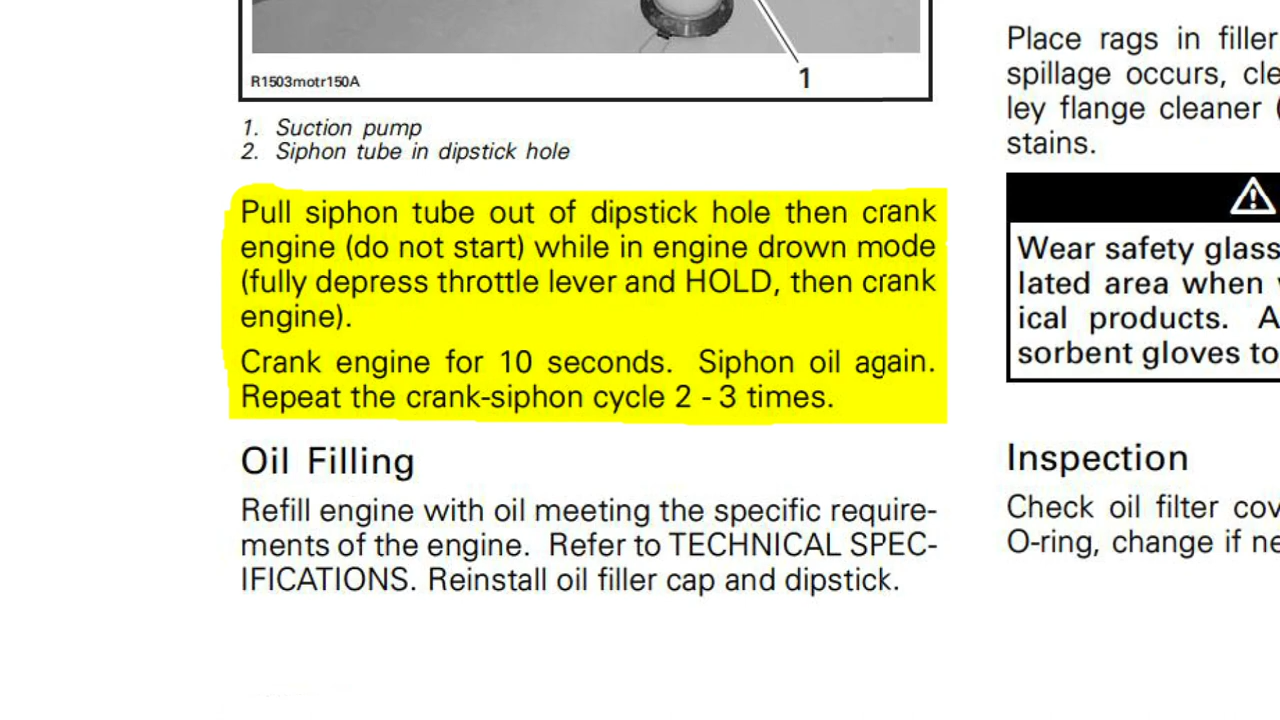 R1503motr150A
1
1. Suction pump
2. Siphon tube in dipstick hole
Pull siphon tube out of dipstick hole then crank
engine (do not start) while in engine drown mode
(fully depress throttle lever and HOLD, then crank
engine).
Crank engine for 10 seconds. Siphon oil again.
Repeat the crank-siphon cycle 2 - 3 times.
Oil Filling
Refill engine with oil meeting the specific require-
ments of the engine. Refer to TECHNICAL SPEC-
IFICATIONS. Reinstall oil filler cap and dipstick.
Place rags in filler
spillage occurs, cle
ley flange cleaner (
stains.
Wear safety glass
lated area when
ical products. A
sorbent gloves to
Inspection
Check oil filter cov
O-ring, change if ne